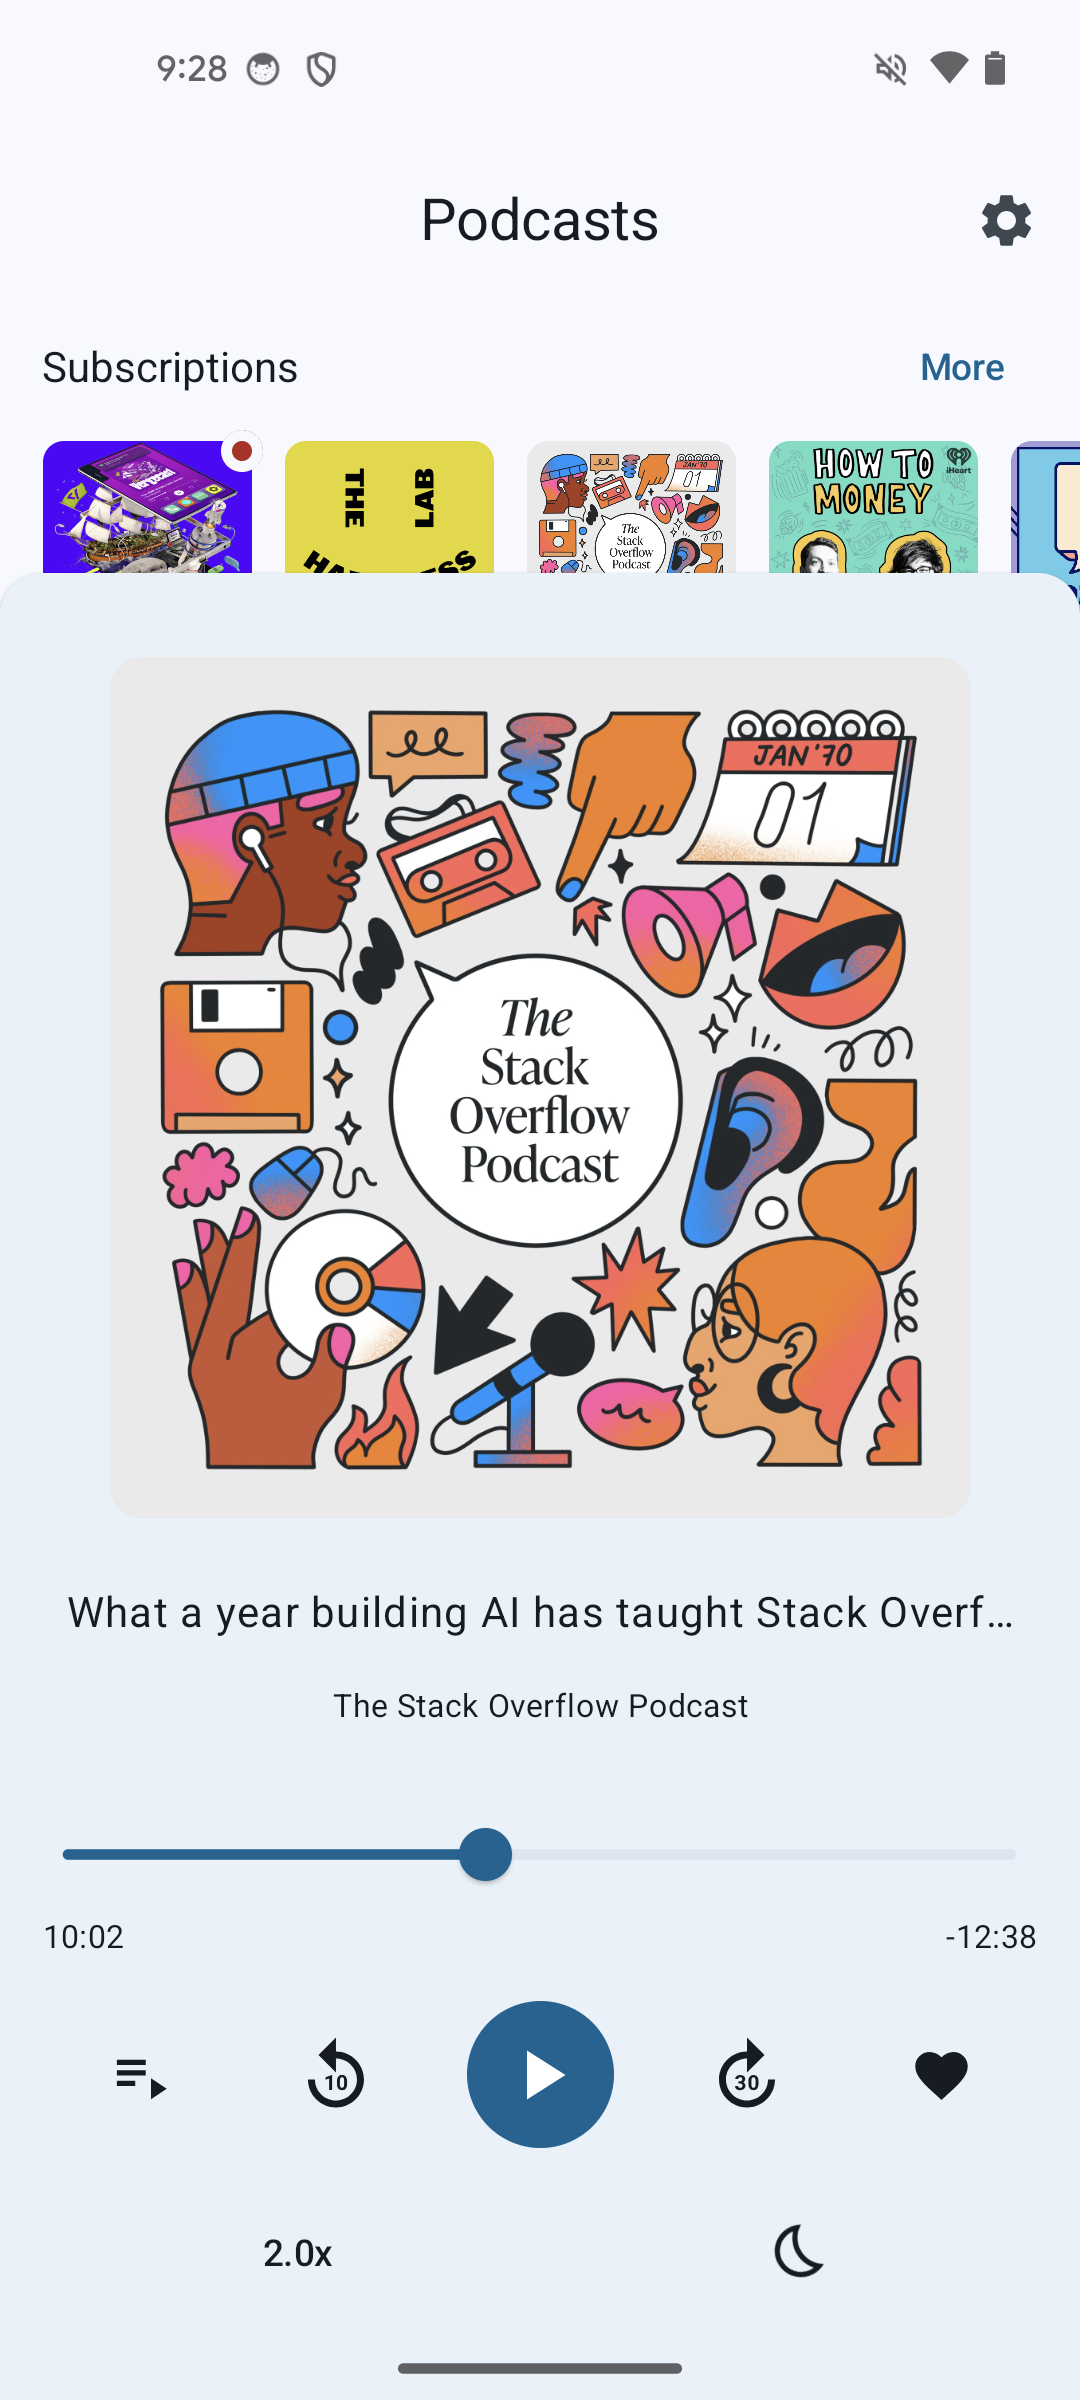 9:28
Podcasts
Subscriptions
More
THE
LAB
The
Stack
Overflow
Podcast
HOW TO
MONEY
iHeart
JAN '70
01
The
Stack
Overflow
Podcast
What a year building AI has taught Stack Overf...
The Stack Overflow Podcast
10:02
-12:38
10
30
2.0x